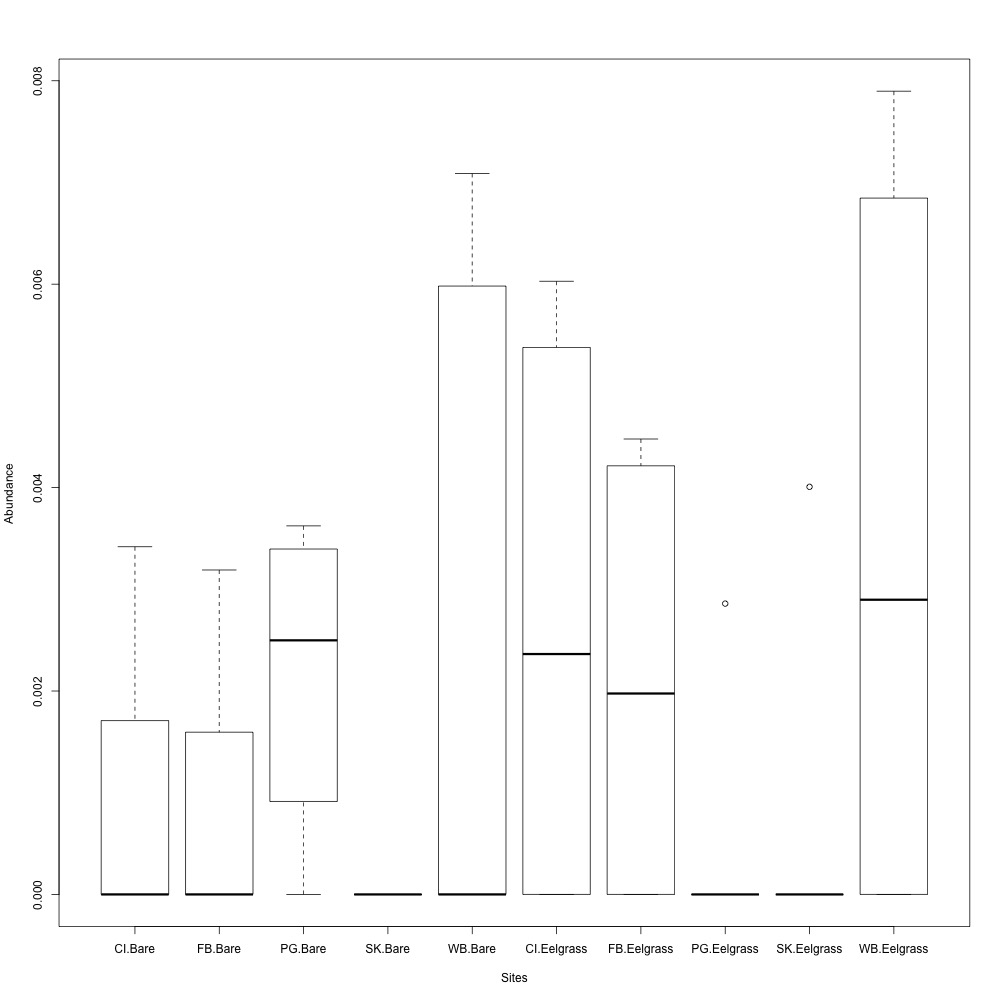 Abundance
0.008
0.006
0.004
0.002
0.000
CI.Bare FB.Bare PG.Bare SK.Bare WB.Bare CI.Eelgrass FB.Eelgrass PG.Eelgrass SK.Eelgrass WB.Eelgrass
Sites